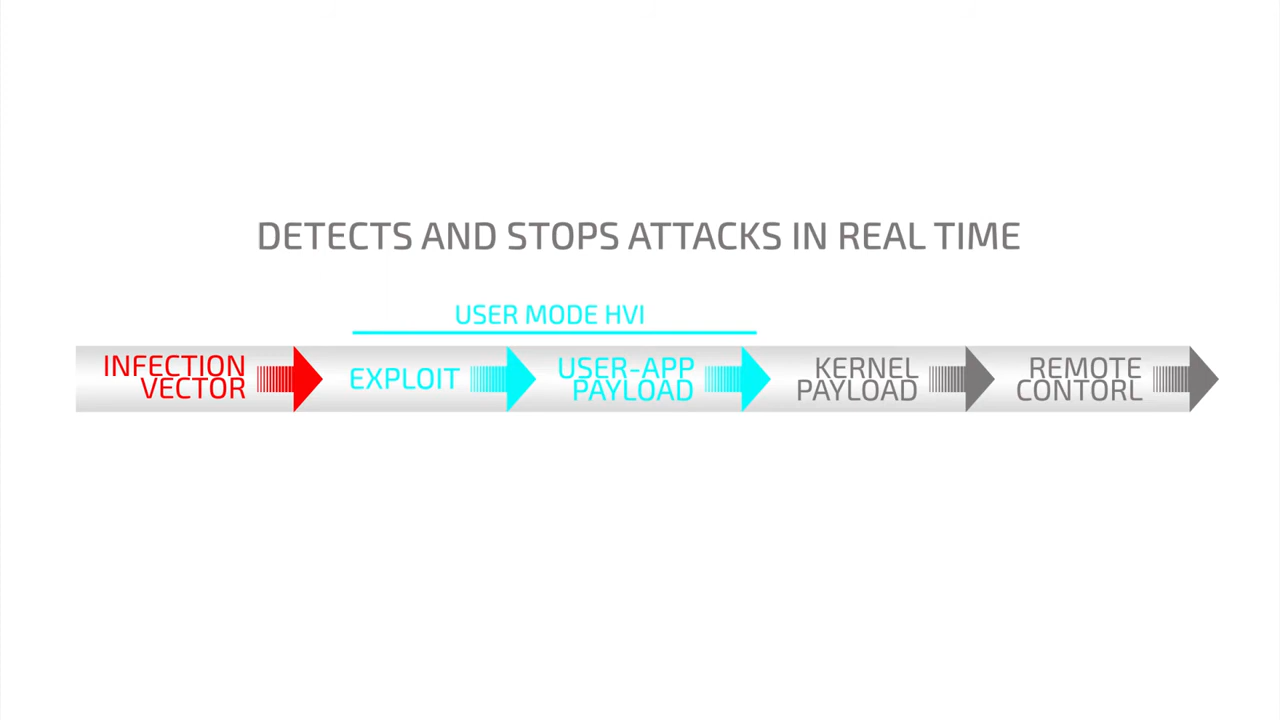 DETECTS AND STOPS ATTACKS IN REAL TIME
USER MODE HVI
INFECTION
VECTOR
EXPLOIT
USER-APP
PAYLOAD
KERNEL
PAYLOAD
REMOTE
CONTORL